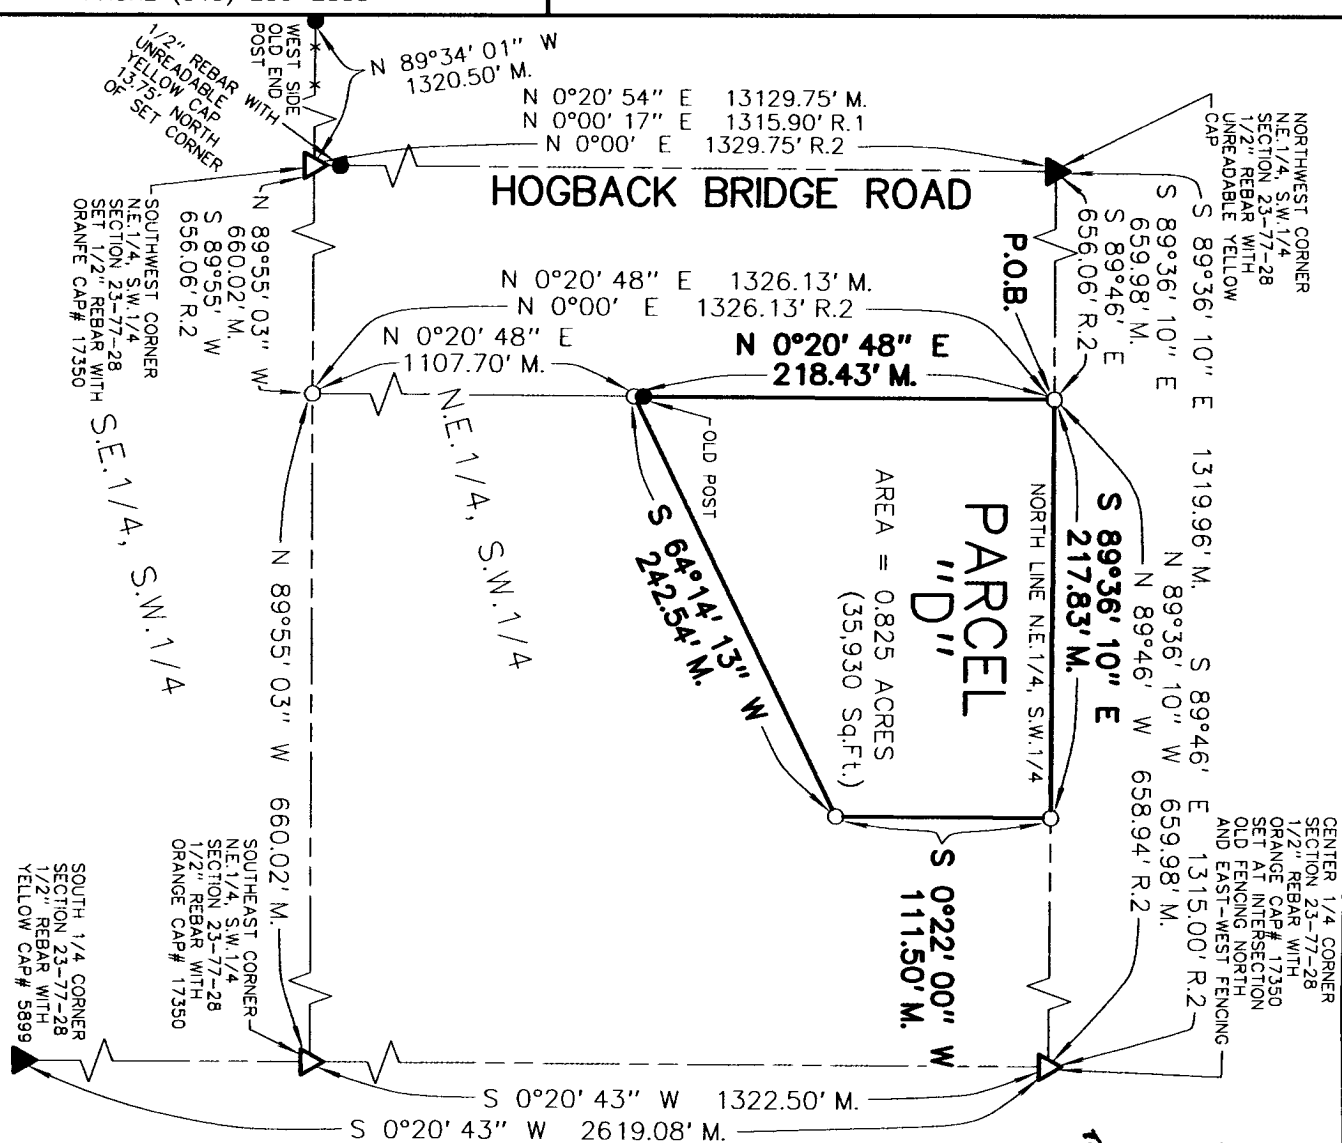 1/2" REBAR WITH
UNREADABLE
YELLOW CAP
13.75' NORTH
OF SET CORNER
WEST SIDE
OLD END
POST
N 89°34' 01" W
1320.50' M.
N 0°20' 54" E 13129.75' M.
N 0°00' 17" E 1315.90' R.1
N 0°00' E 1329.75' R.2
HOGBACK BRIDGE ROAD
NORTHWEST CORNER
N.E.1/4, S.W.1/4
SECTION 23-77-28
1/2" REBAR WITH
UNREADABLE YELLOW
CAP
S 89°36' 10" E 1319.96' M.
S 89°46' E 1315.00' R.2
S 89°36' 10" E
659.98' M.
S 89°46' E
656.06' R.2
P.O.B.
N 89°55' 03" W
660.02' M.
S 89°55' W
656.06' R.2
SOUTHWEST CORNER
N.E.1/4, S.W.1/4
SECTION 23-77-28
SET 1/2" REBAR WITH
ORANFE CAP# 17350
N 0°20' 48" E 1326.13' M.
N 0°00' E 1326.13' R.2
N 0°20' 48" E
1107.70' M.
N 0°20' 48" E
218.43' M.
OLD POST
N.E.1/4, S.W.1/4
S.E.1/4, S.W.1/4
S 64°14' 13" W
242.54' M.
AREA = 0.825 ACRES
(35,930 Sq.Ft.)
PARCEL
"D"
NORTH LINE N.E.1/4, S.W.1/4
S 89°36' 10" E
217.83' M.
N 89°36' 10" W 659.98' M.
N 89°46' W 658.94' R.2
S 0°22' 00" W
111.50' M.
CENTER 1/4 CORNER
SECTION 23-77-28
1/2" REBAR WITH
ORANGE CAP# 17350
SET AT INTERSECTION
OLD FENCING NORTH
AND EAST-WEST FENCING
N 89°55' 03" W 660.02' M.
SOUTHEAST CORNER
N.E.1/4, S.W.1/4
SECTION 23-77-28
1/2" REBAR WITH
ORANGE CAP# 17350
SOUTH 1/4 CORNER
SECTION 23-77-28
1/2" REBAR WITH
YELLOW CAP# 5899
S 0°20' 43" W 1322.50' M.
S 0°20' 43" W 2619.08' M.